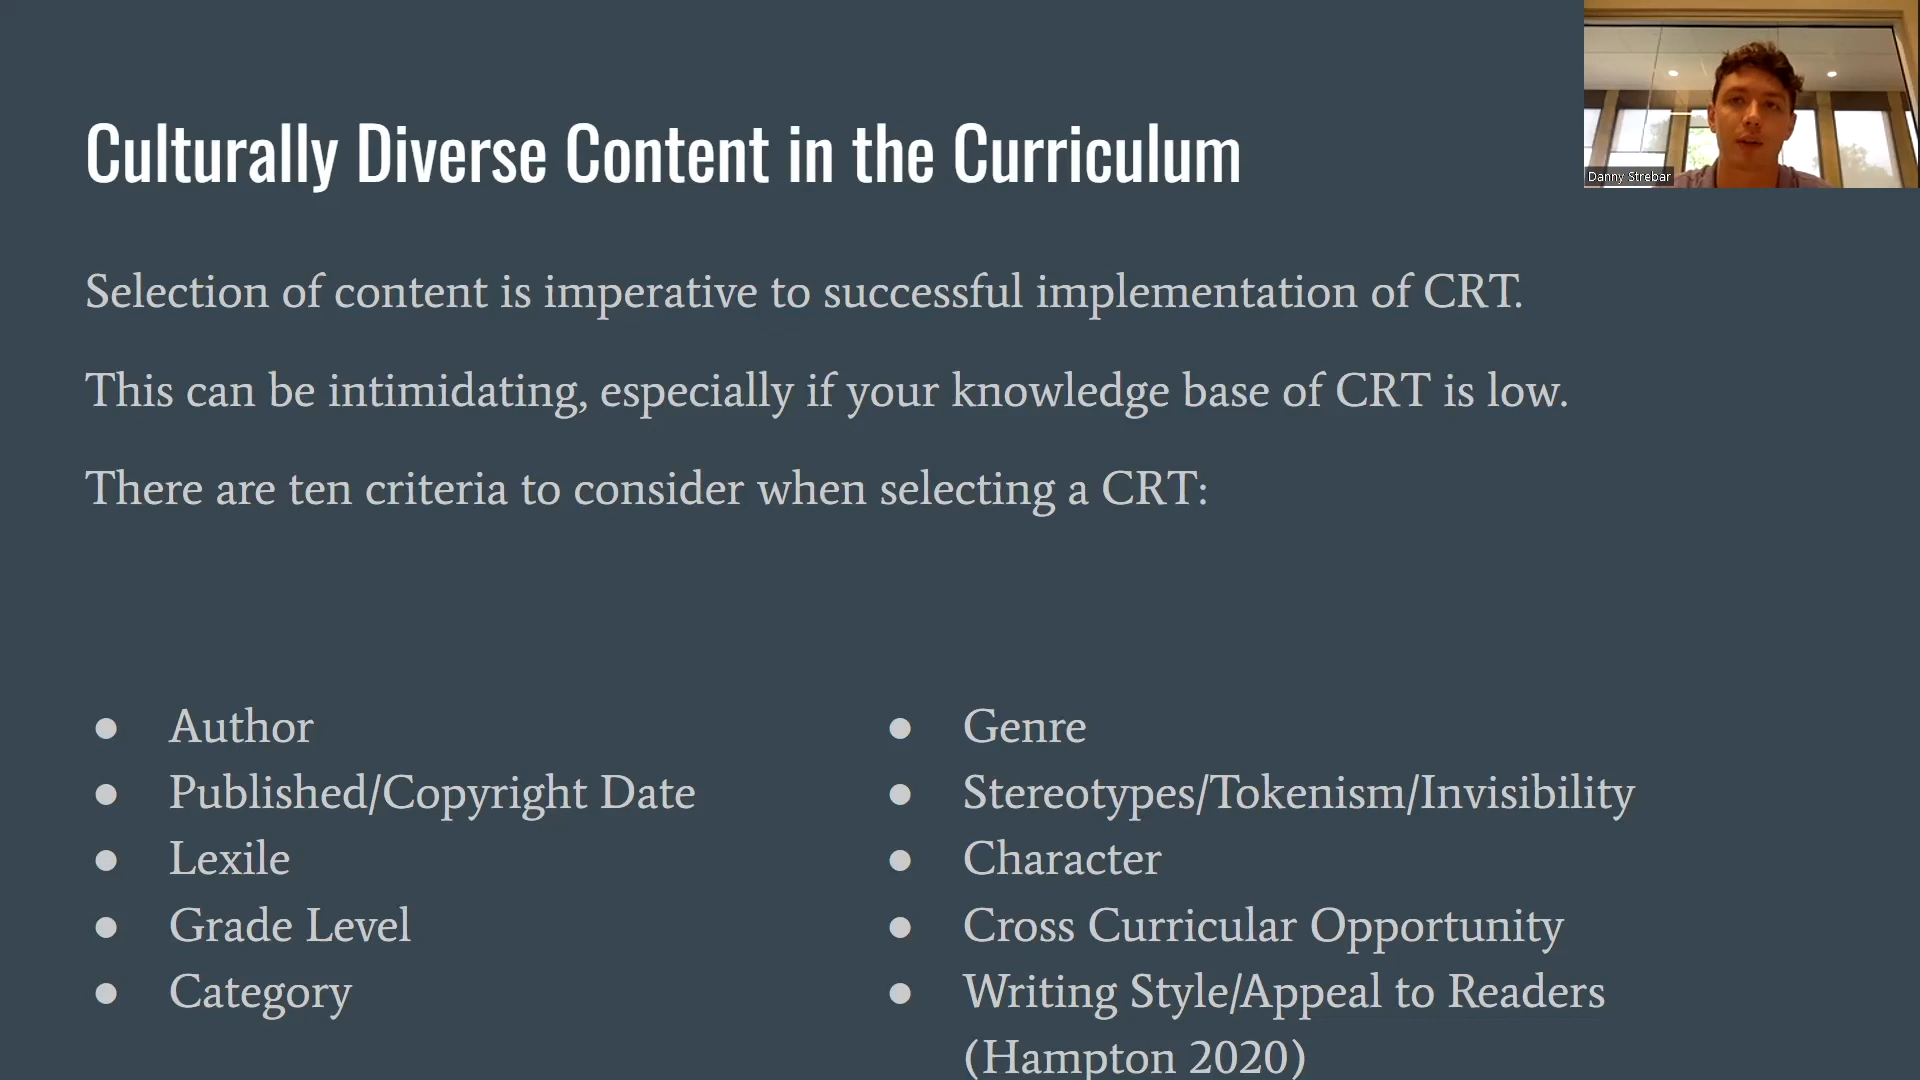 Culturally Diverse Content in the Curriculum
Danny Strebar
Selection of content is imperative to successful implementation of CRT.
This can be intimidating, especially if your knowledge base of CRT is low.
There are ten criteria to consider when selecting a CRT:
● Author
● Published/Copyright Date
● Lexile
● Grade Level
● Category
● Genre
● Stereotypes/Tokenism/Invisibility
● Character
● Cross Curricular Opportunity
● Writing Style/Appeal to Readers
(Hampton 2020)